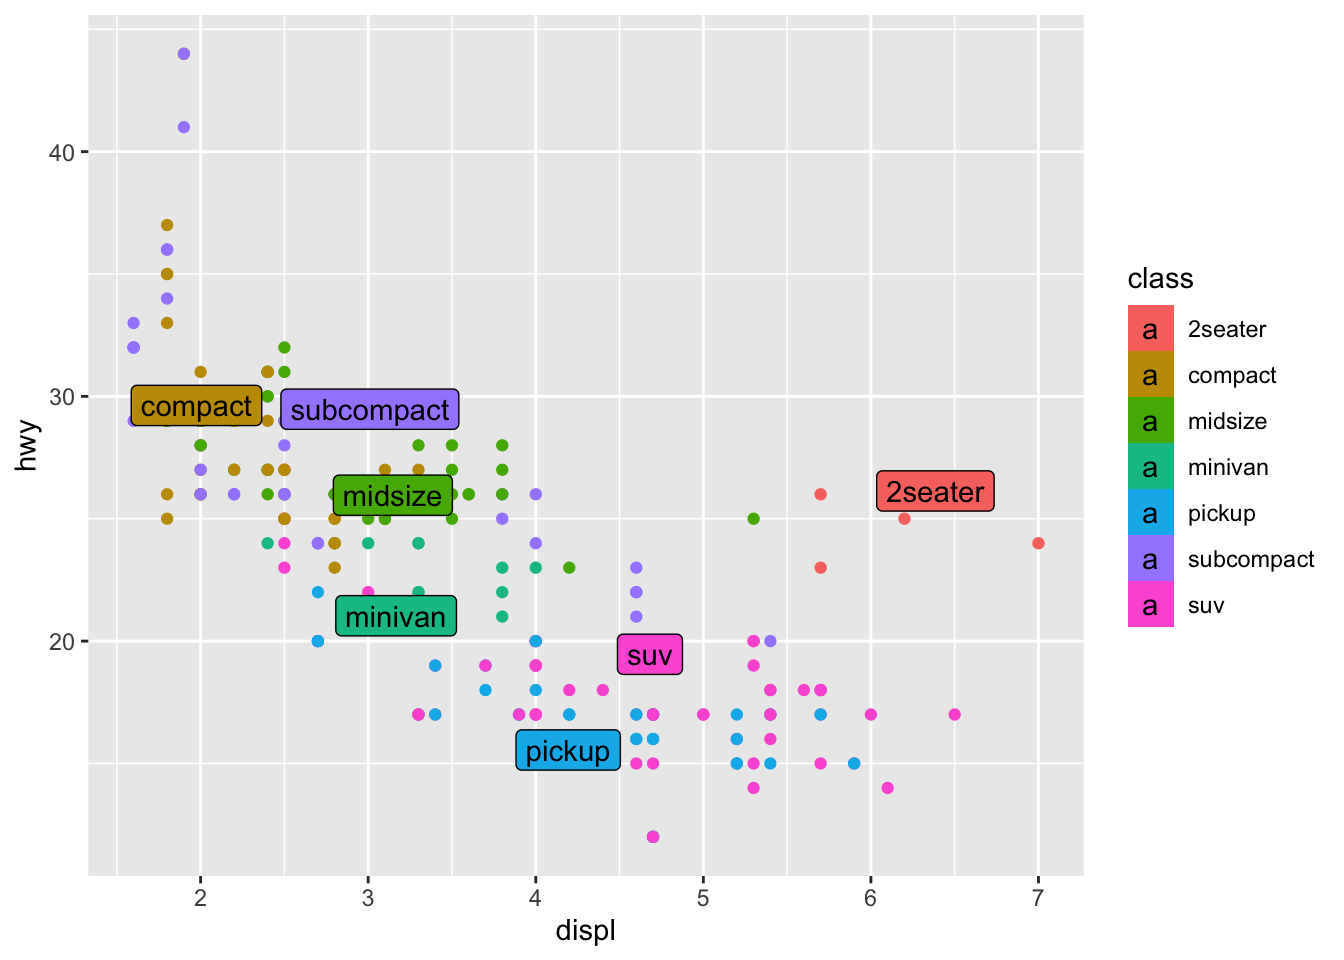 40
30
20
hwy
compact
subcompact
midsize
2seater
minivan
suv
pickup
2 3 4 5 6 7
displ
class
a 2seater
a compact
a midsize
a minivan
a pickup
a subcompact
a suv